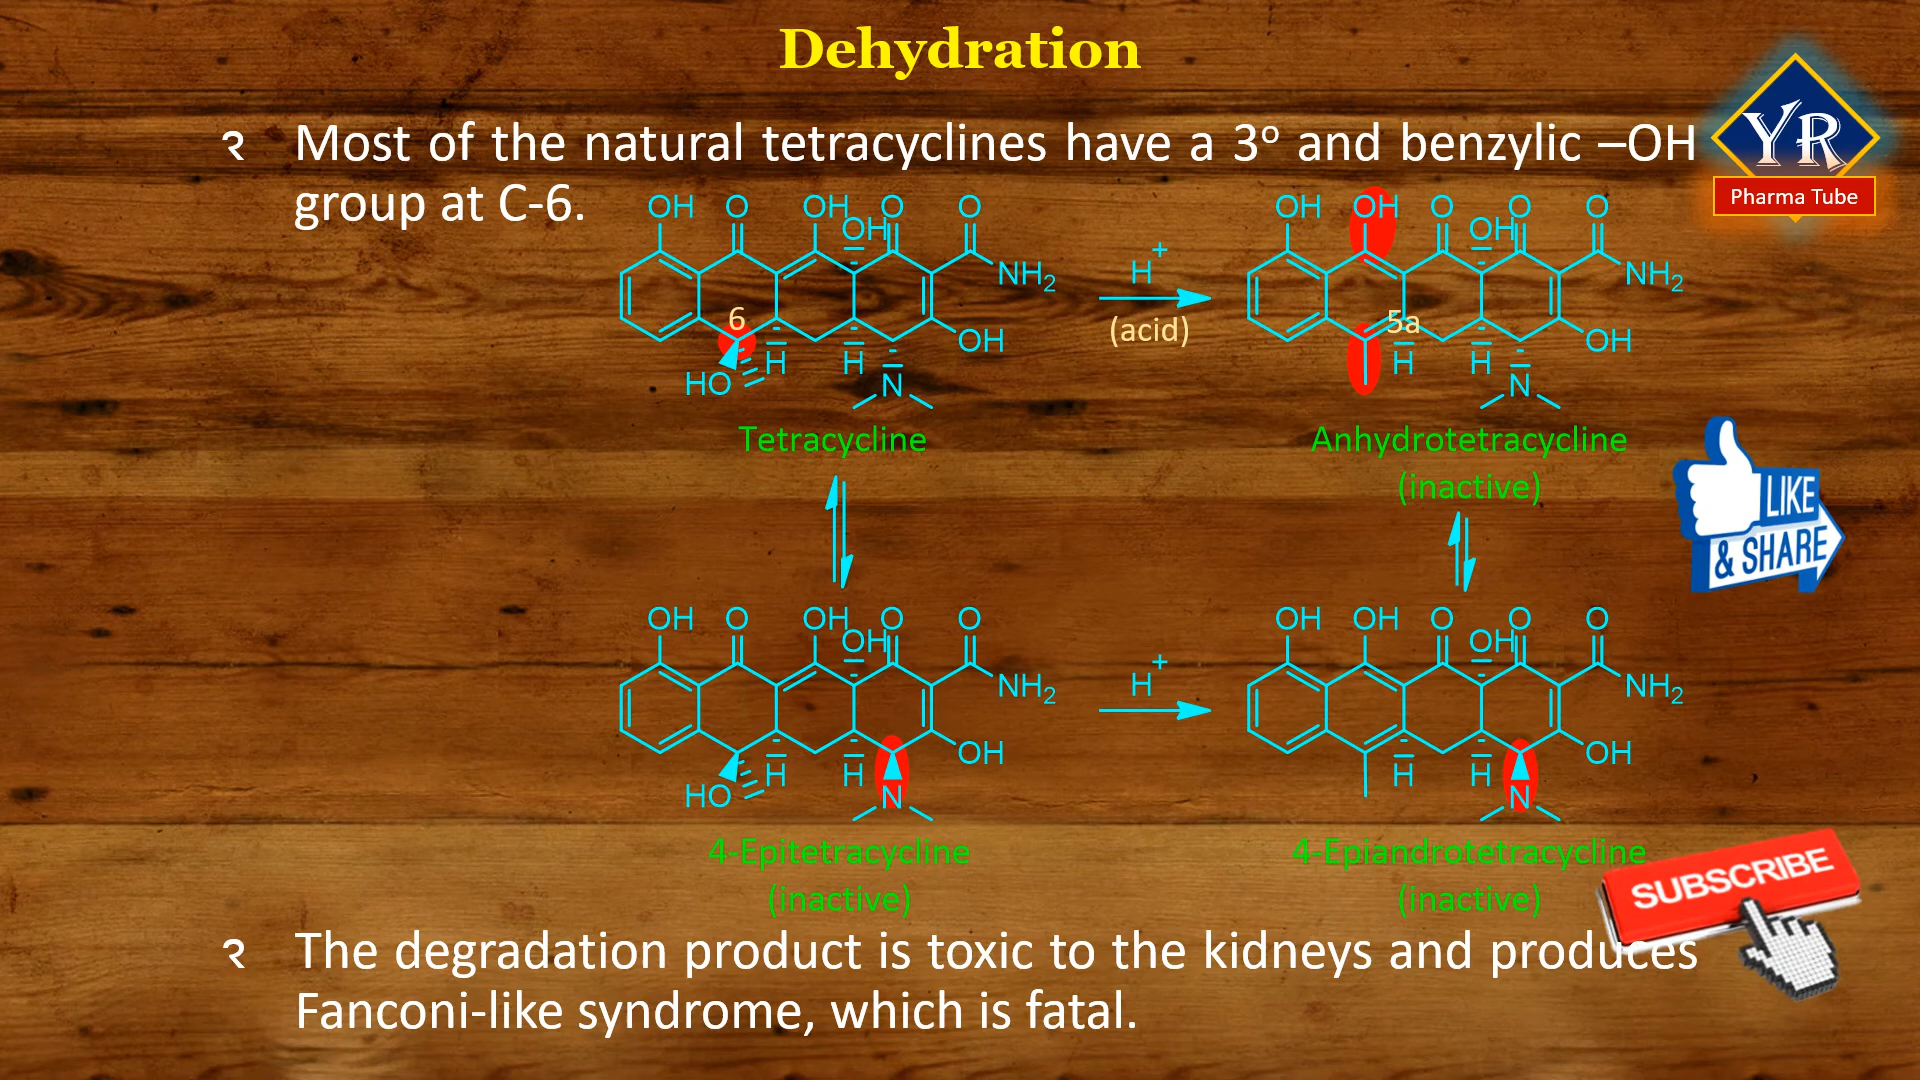 Dehydration
YR
Pharma Tube
२ Most of the natural tetracyclines have a 3º and benzylic –OH
group at C-6.
OH O OH OH O O NH₂ OH 6 HO H H N
H⁺
(acid)
OH OH O OH O O NH₂ OH 5a H H N
Tetracycline
Anhydrotetracycline
(inactive)
LIKE
& SHARE
OH O OH OH O O NH₂ OH HO H H N
H⁺
OH OH O OH O O NH₂ OH H H N
4-Epitetracycline
(inactive)
4-Epiandrotetracycline
(inactive)
SUBSCRIBE
२ The degradation product is toxic to the kidneys and produces
Fanconi-like syndrome, which is fatal.